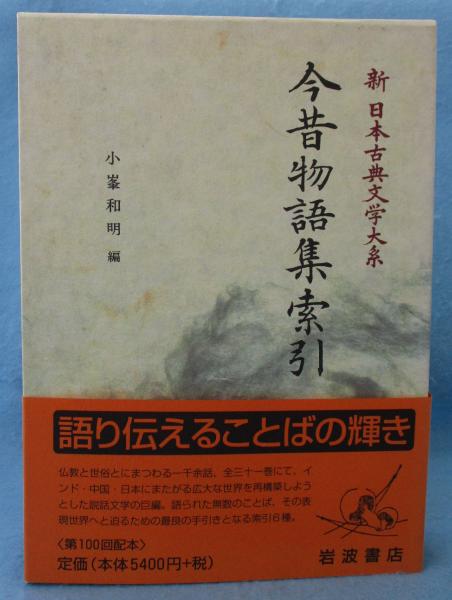 新 日本古典文学大系
今昔物語集索引
小峯和明 編
語り伝えることばの輝き
仏教と世俗とにまつわる一千余話、全三十一巻にて、イ
ンド・中国・日本にまたがる広大な世界を再構築しよう
とした説話文学の巨編。語られた無数のことば、その表
現世界へと迫るための最良の手引きとなる索引6種。
〈第100回配本〉
定価(本体5400円+税)
岩波書店